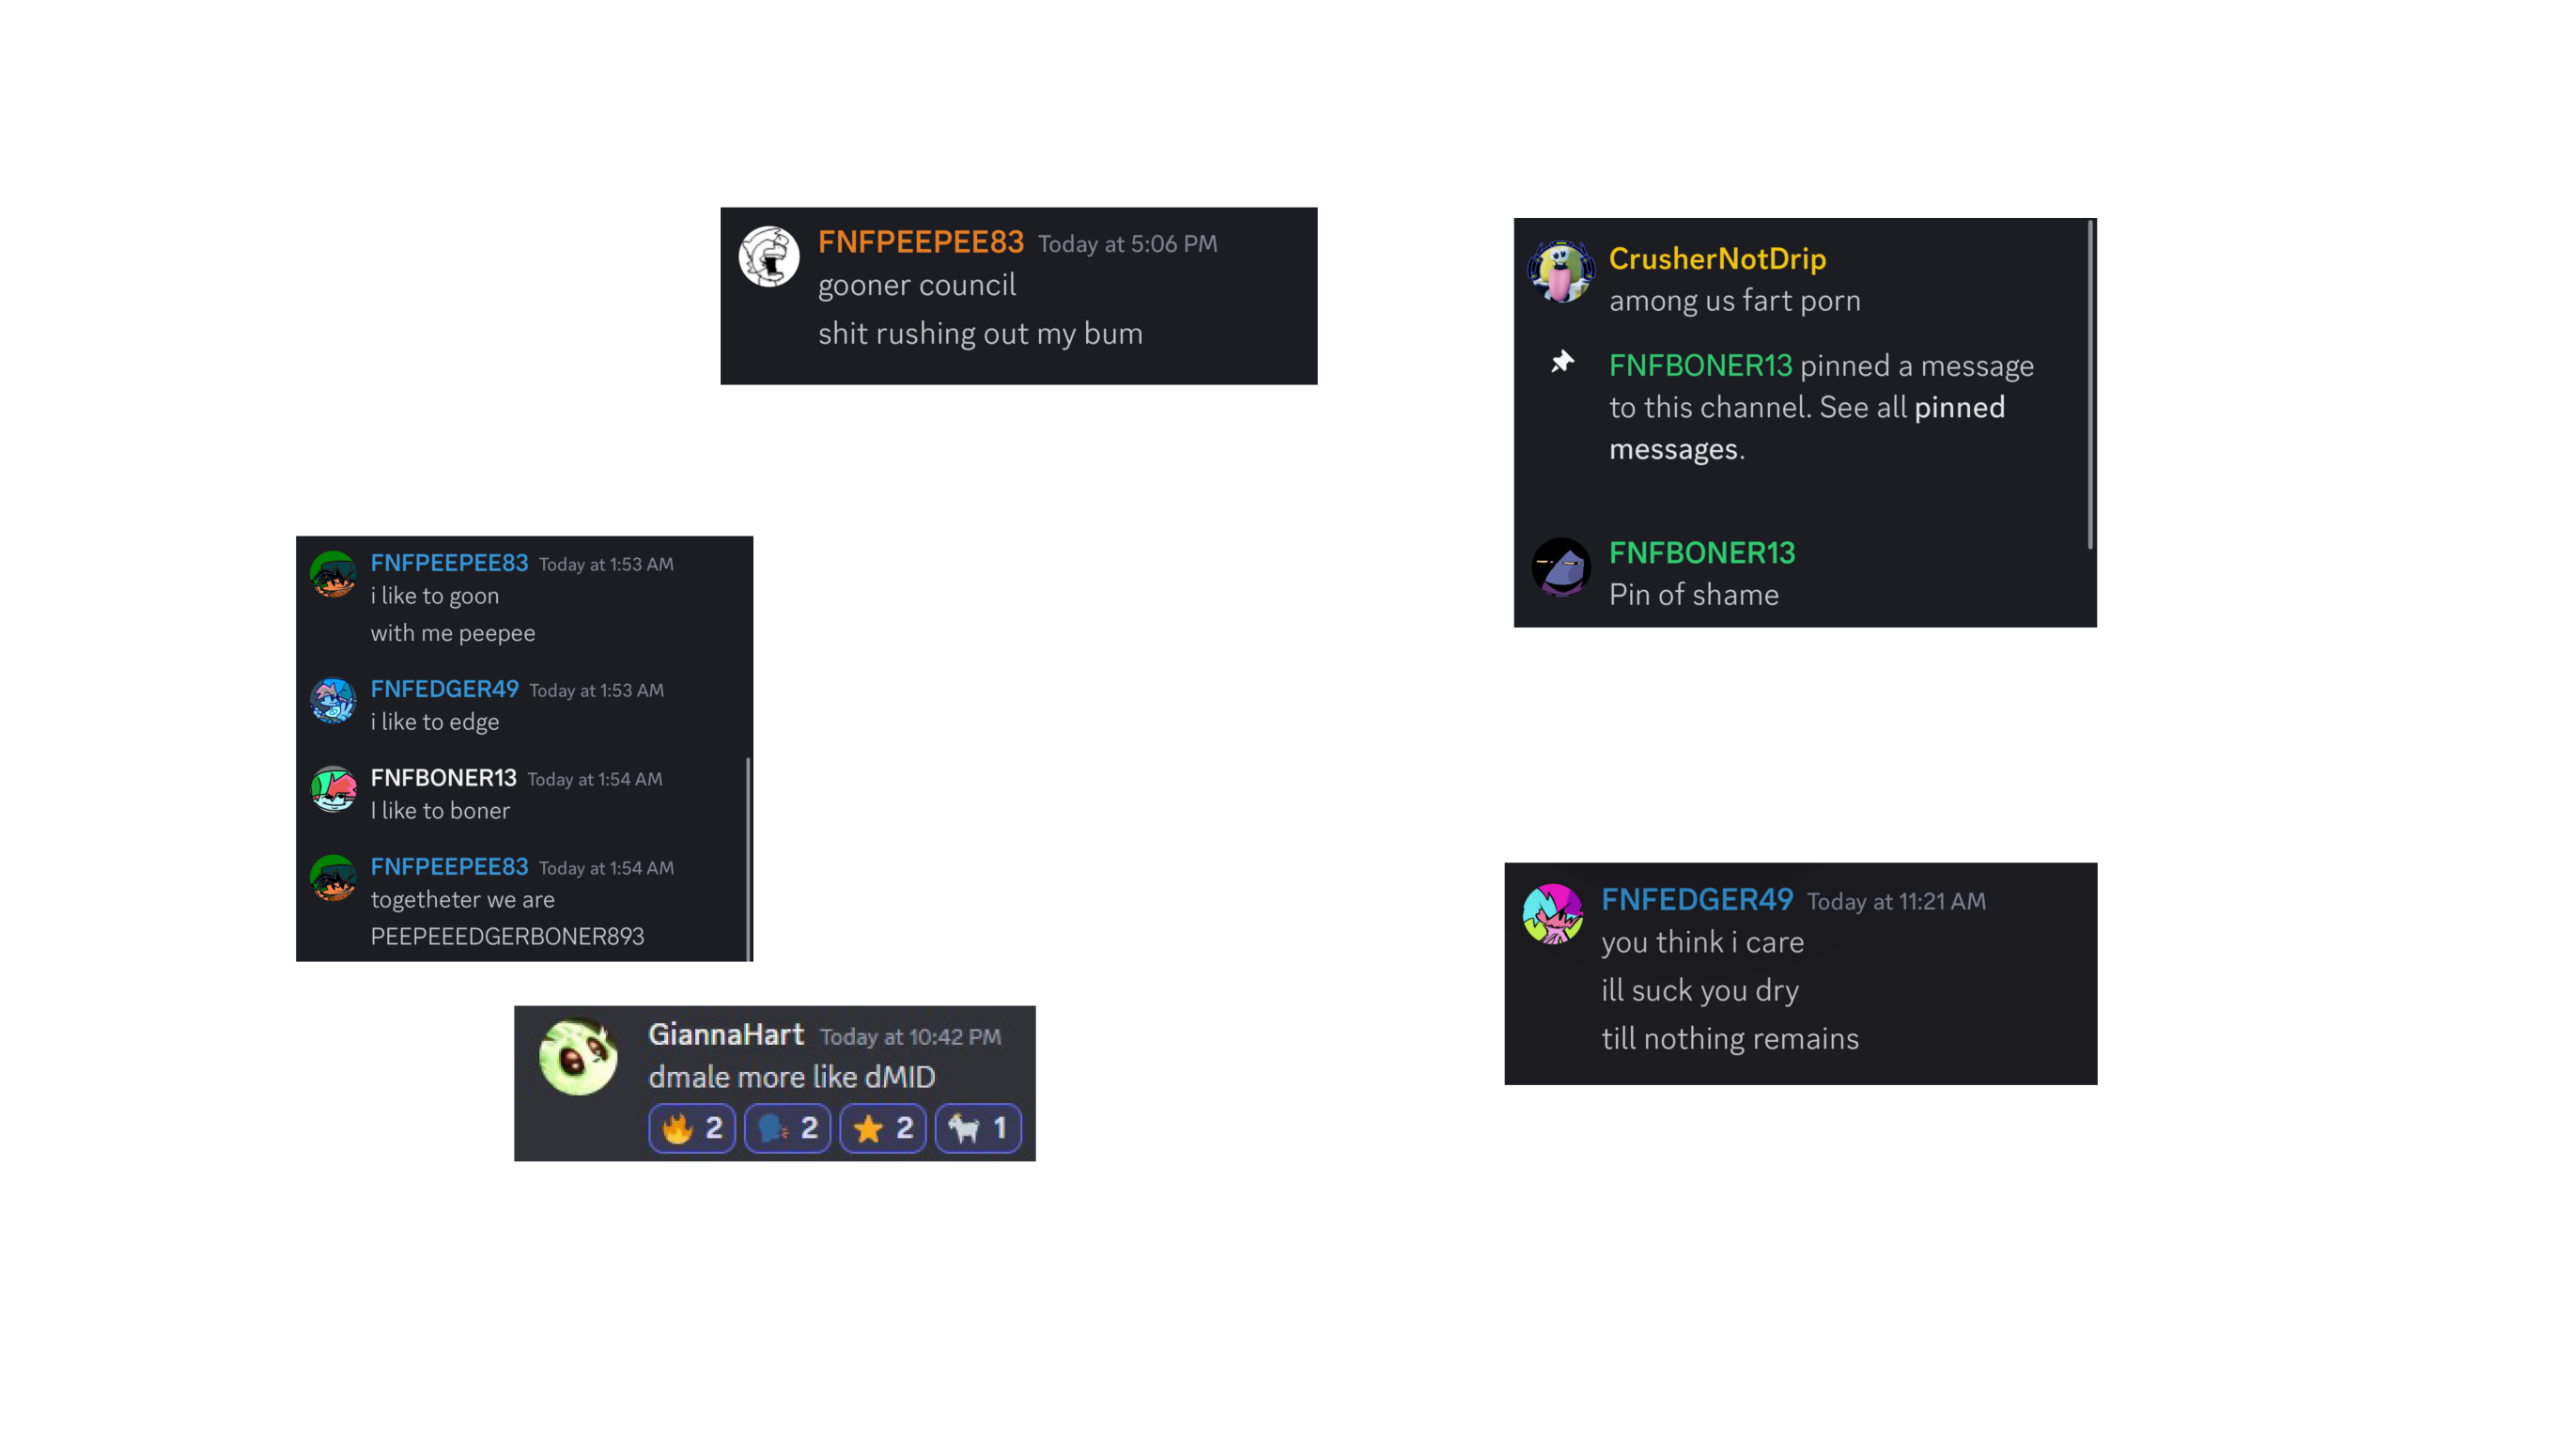 FNFPEEPEE83 Today at 5:06 PM
gooner council
shit rushing out my bum
CrusherNotDrip
among us fart porn
FNFBONER13 pinned a message
to this channel. See all pinned
messages.
FNFBONER13
Pin of shame
FNFPEEPEE83 Today at 1:53 AM
i like to goon
with me peepee
FNFEDGER49 Today at 1:53 AM
i like to edge
FNFBONER13 Today at 1:54 AM
I like to boner
FNFPEEPEE83 Today at 1:54 AM
togetheter we are
PEEPEEEDGERBONER893
FNFEDGER49 Today at 11:21 AM
you think i care
ill suck you dry
till nothing remains
GiannaHart Today at 10:42 PM
dmale more like dMID
2 2 2 1